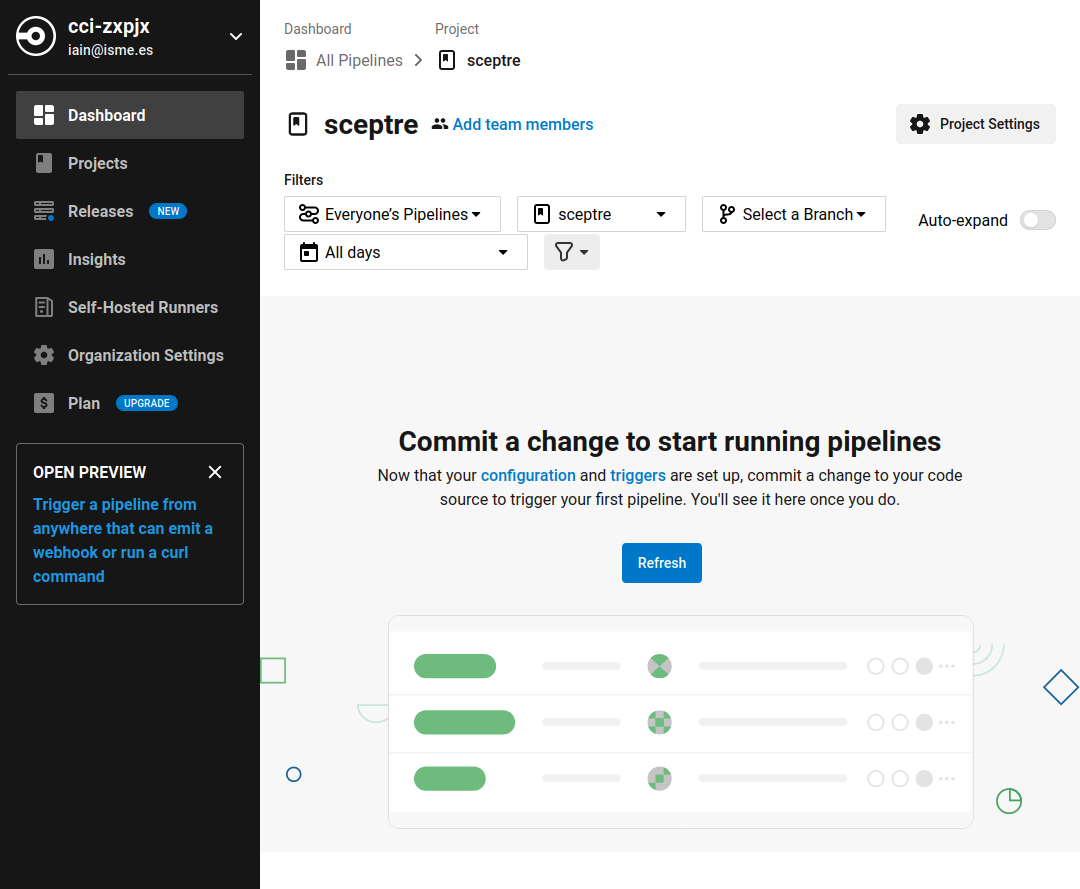 cci-zxpjx
iain@isme.es
Dashboard
Projects
Releases NEW
Insights
Self-Hosted Runners
Organization Settings
$ Plan UPGRADE
OPEN PREVIEW
Trigger a pipeline from
anywhere that can emit a
webhook or run a curl
command
Dashboard Project
All Pipelines sceptre
sceptre Add team members Project Settings
Filters
Everyone’s Pipelines sceptre Select a Branch Auto-expand
All days
Commit a change to start running pipelines
Now that your configuration and triggers are set up, commit a change to your code
source to trigger your first pipeline. You'll see it here once you do.
Refresh